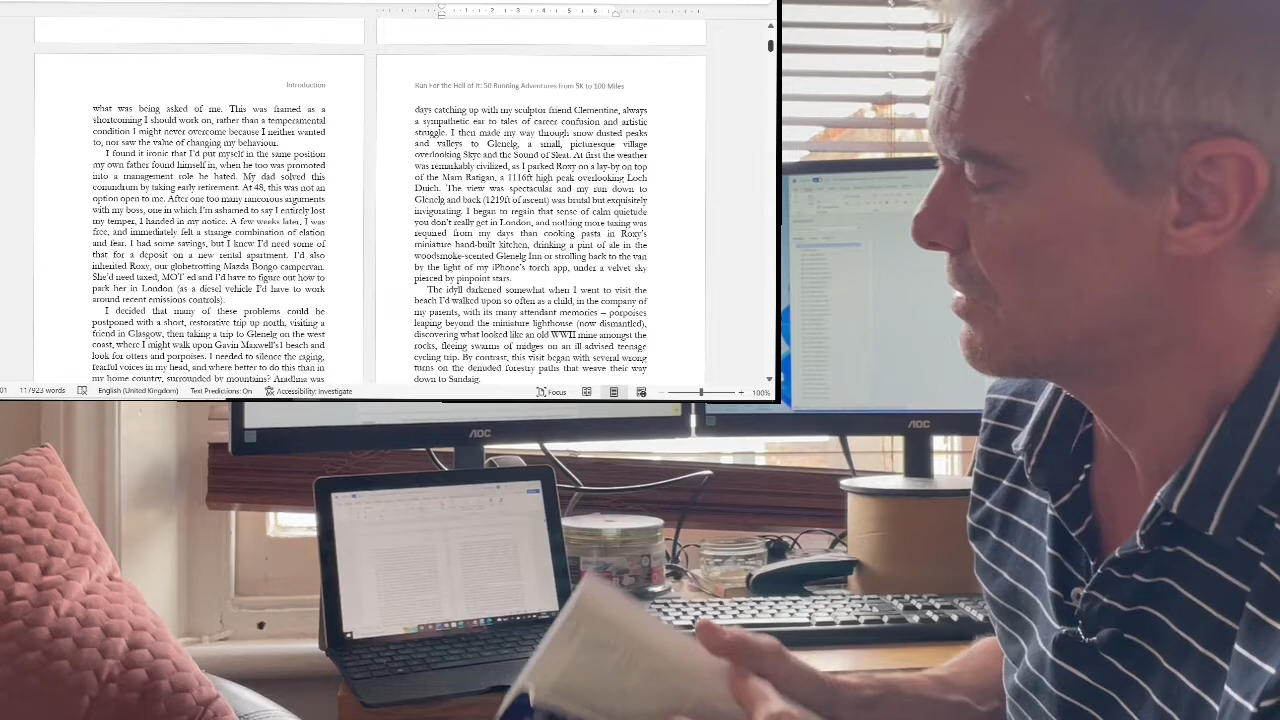 Introduction
what was being asked of me. This was framed as a
shortcoming I should work on, rather than a temperamental
condition I might never overcome because I neither wanted
to, nor saw the value of changing my behaviour.
I found it ironic that I'd put myself in the same position
my own father found himself in, when he too was promoted
into a management role he hated. My dad solved this
conundrum by taking early retirement. At 48, this was not an
option open to me. After one too many rancorous arguments
with my boss, one in which I'm ashamed to say I entirely lost
my temper, I handed in my notice. A few weeks later, I was
free, and immediately felt a strange combination of elation
and fear. I had some savings, but I knew I'd need some of
that for a deposit on a new rental apartment. I'd also
inherited Roxy, our globetrotting Mazda Bongo campervan.
She'd need taxed, MOT'ed and I'd have to figure out how to
park her in London (as a diesel vehicle I'd have to work
around recent emissions controls).
I decided that many of these problems could be
postponed with a short, restorative trip up north, visiting a
friend in Glasgow, then taking a trip to Glenelg on the west
coast, where I might walk upon Gavin Maxwell's1 beach and
look for otters and porpoises. I needed to silence the raging,
fearful voices in my head, and where better to do this than in
my home country, surrounded by mountains? Aradhna was
Run For the Hell of It: 50 Running Adventures from 5K to 100 Miles
days catching up with my sculptor friend Clementine, always
a sympathetic ear to tales of career confusion and artistic
struggle. I then made my way through snow dusted peaks
and valleys to Glenelg, a small, picturesque village
overlooking Skye and the Sound of Sleat. At first the weather
was remarkably civilized, as I parked Roxy on a lay-by on top
of the Mam Ratigan, a 1116ft high peak overlooking Loch
Duich. The view was spectacular and my run down to
Glenelg and back (1219ft of ascent) was brutal but exquisitely
invigorating. I began to regain that sense of calm quietude
you don't really get in London, and nothing more taxing was
required from my days than cooking pasta in Roxy's
miniature hand-built kitchen, drinking a pint of ale in the
woodsmoke-scented Glenelg Inn or strolling back to the van
by the light of my iPhone's torch app, under a velvet sky
pierced by pinpoint stars.
The idyll darkened somewhat when I went to visit the
beach I'd walked upon so often as a child, in the company of
my parents, with its many attendant memories – porpoises
leaping beyond the miniature lighthouse (now dismantled),
discovering what looked like an old WWII mine amongst the
rocks, fleeing swarms of midges on an ill-advised teenage
cycling trip. By contrast, this visit began with several wrong
turns on the denuded forestry paths that weave their way
down to Sandaig.
01 117923 words English (United Kingdom) Text Predictions: On Accessibility: Investigate Focus 100%
AOC
AOC